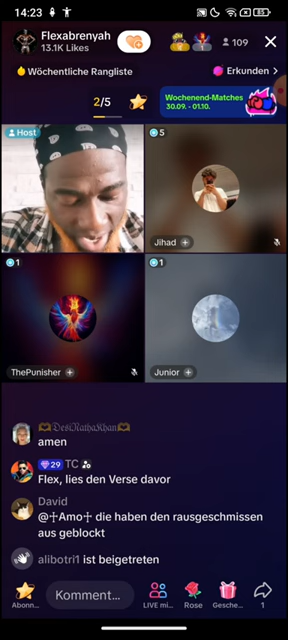 14:23
85
Flexabrenyah
13.1K Likes
109
Wöchentliche Rangliste
Erkunden >
2/5
Wochenend-Matches
30.09. - 01.10.
Host
5
Jihad +
1
ThePunisher +
1
Junior +
DesiNathaKhan
amen
29 TC
Flex, lies den Verse davor
David
@☩Amo☩ die haben den rausgeschmissen
aus geblockt
alibotri1 ist beigetreten
Abonn...
Komment...
LIVE mi...
Rose
Gesche...
1